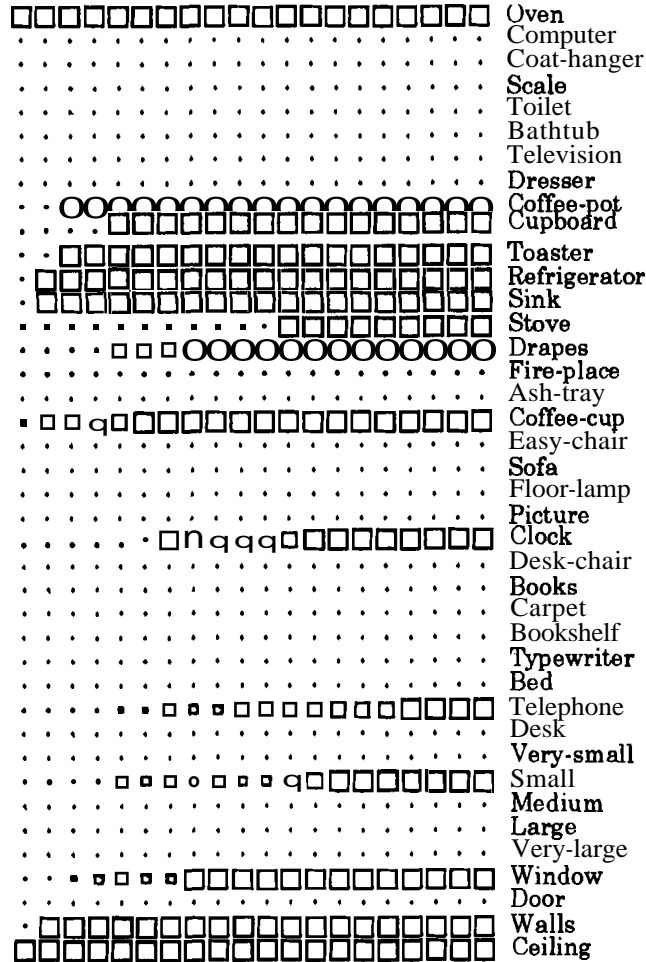 Oven
Computer
Coat-hanger
Scale
Toilet
Bathtub
Television
Dresser
Coffee-pot
Cupboard
Toaster
Refrigerator
Sink
Stove
Drapes
Fire-place
Ash-tray
Coffee-cup
Easy-chair
Sofa
Floor-lamp
Picture
Clock
Desk-chair
Books
Carpet
Bookshelf
Typewriter
Bed
Telephone
Desk
Very-small
Small
Medium
Large
Very-large
Window
Door
Walls
Ceiling